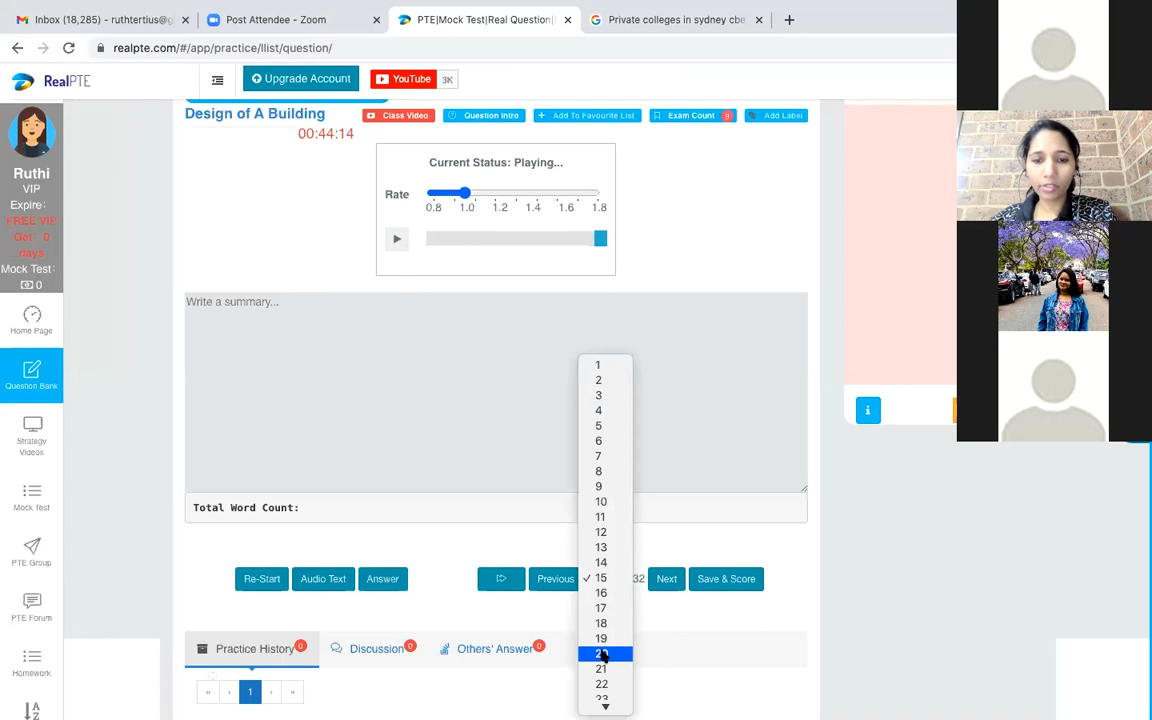 Inbox (18,285) - ruthtertius@g
Post Attendee - Zoom
PTE|Mock Test|Real Question|
Private colleges in sydney cbe
realpte.com/#/app/practice/llist/question/
RealPTE
Upgrade Account
YouTube
3K
Design of A Building
Class Video
Question Intro
Add To Favourite List
Exam Count 9
Add Label
00:44:14
Ruthi
VIP
Expire:
FREE VIP
Get: 0
days
Mock Test:
0
Current Status: Playing...
Rate
0.8 1.0 1.2 1.4 1.6 1.8
Write a summary...
Home Page
Question Bank
Strategy
Videos
Mock Test
PTE Group
PTE Forum
Homework
1
2
3
4
5
6
7
8
9
10
11
12
13
14
✓ 15
16
17
18
19
20
21
22
23
Total Word Count:
Re-Start
Audio Text
Answer
Previous
32
Next
Save & Score
Practice History 0
Discussion 0
Others' Answer 0
« ‹ 1 › »